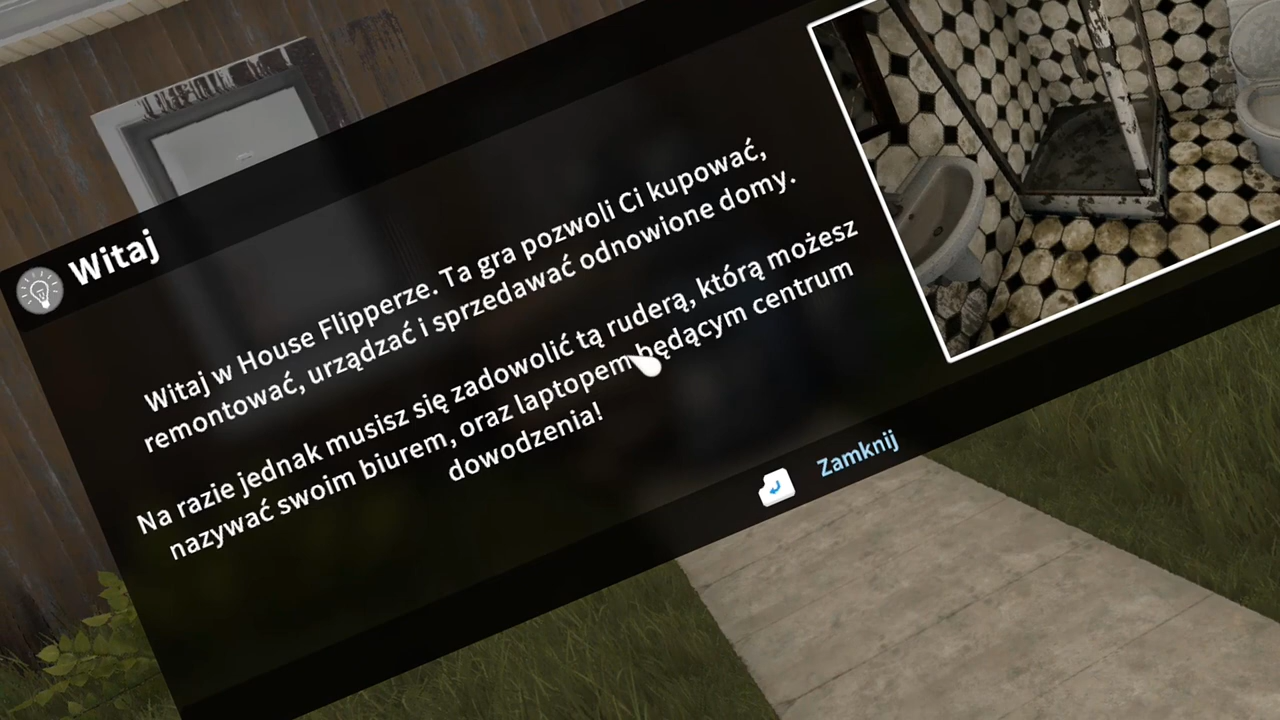 Witaj
Witaj w House Flipperze. Ta gra pozwoli Ci kupować,
remontować, urządzać i sprzedawać odnowione domy.
Na razie jednak musisz się zadowolić tą ruderą, którą możesz
nazywać swoim biurem, oraz laptopem będącym centrum
dowodzenia!
Zamknij